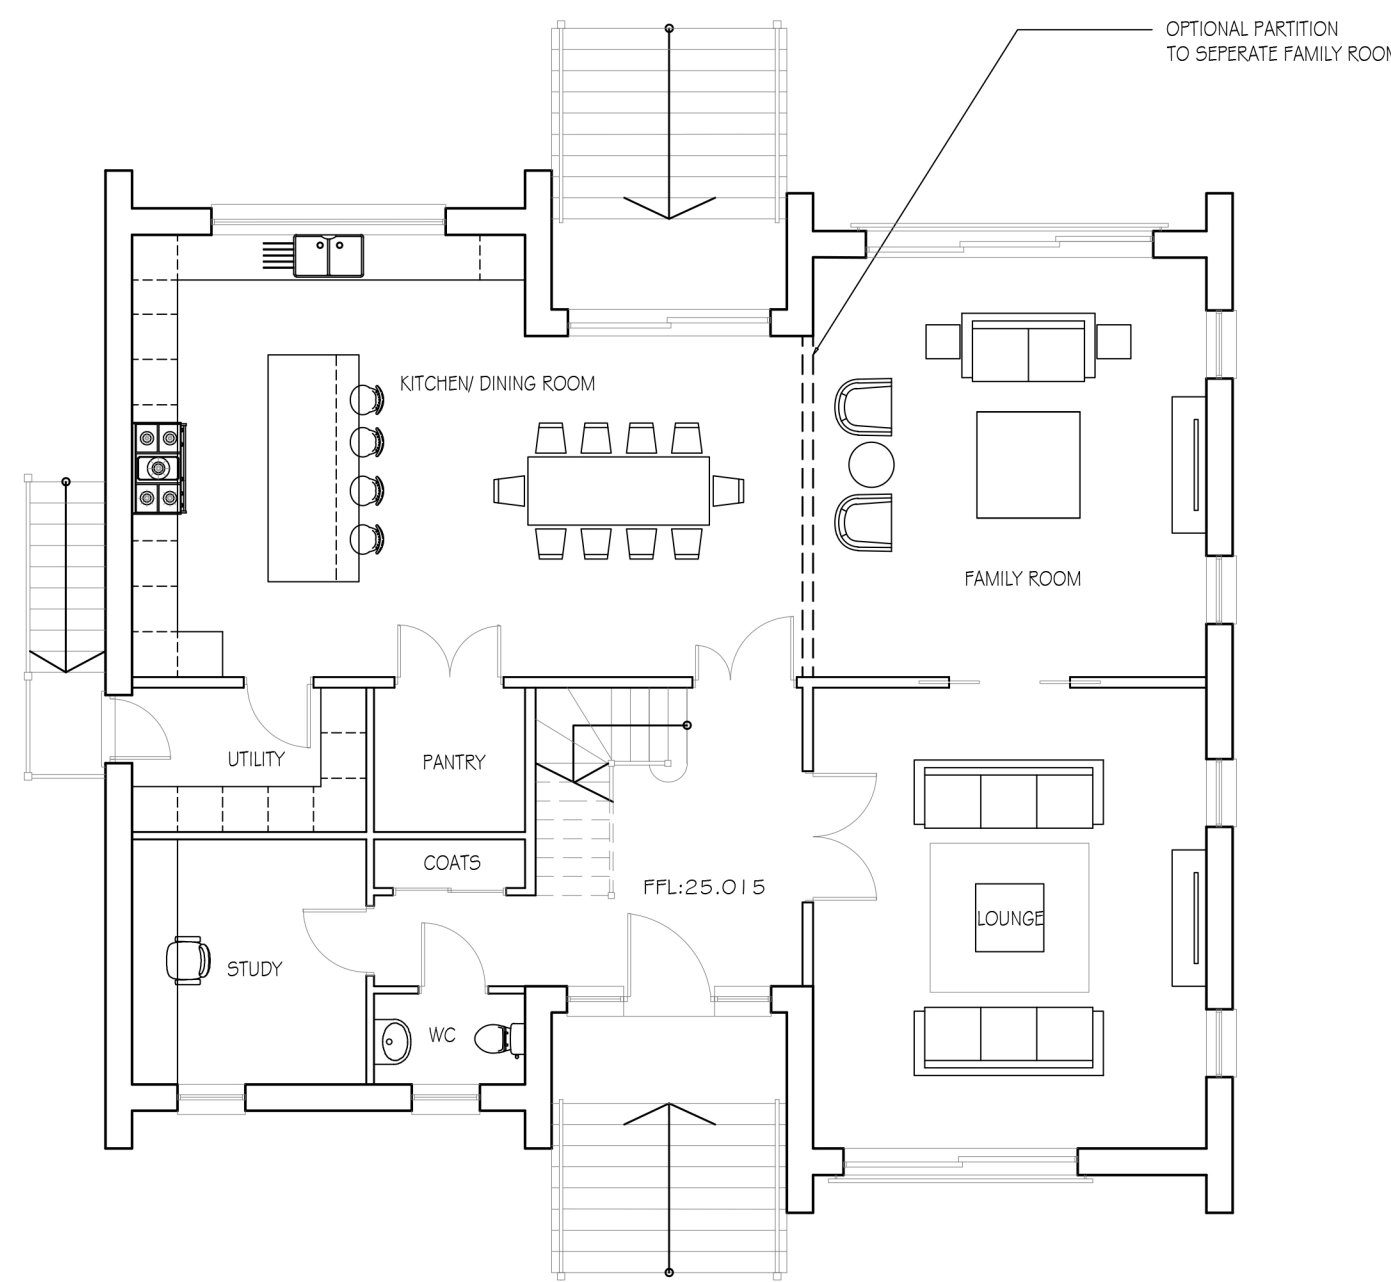 OPTIONAL PARTITION
TO SEPERATE FAMILY ROOM
KITCHEN/ DINING ROOM
FAMILY ROOM
UTILITY
PANTRY
COATS
FFL:25.015
LOUNGE
STUDY
WC